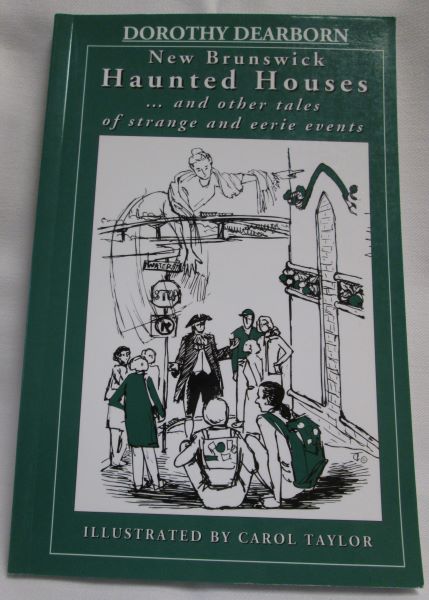 DOROTHY DEARBORN
New Brunswick
Haunted Houses
... and other tales
of strange and eerie events
STOP
ILLUSTRATED BY CAROL TAYLOR